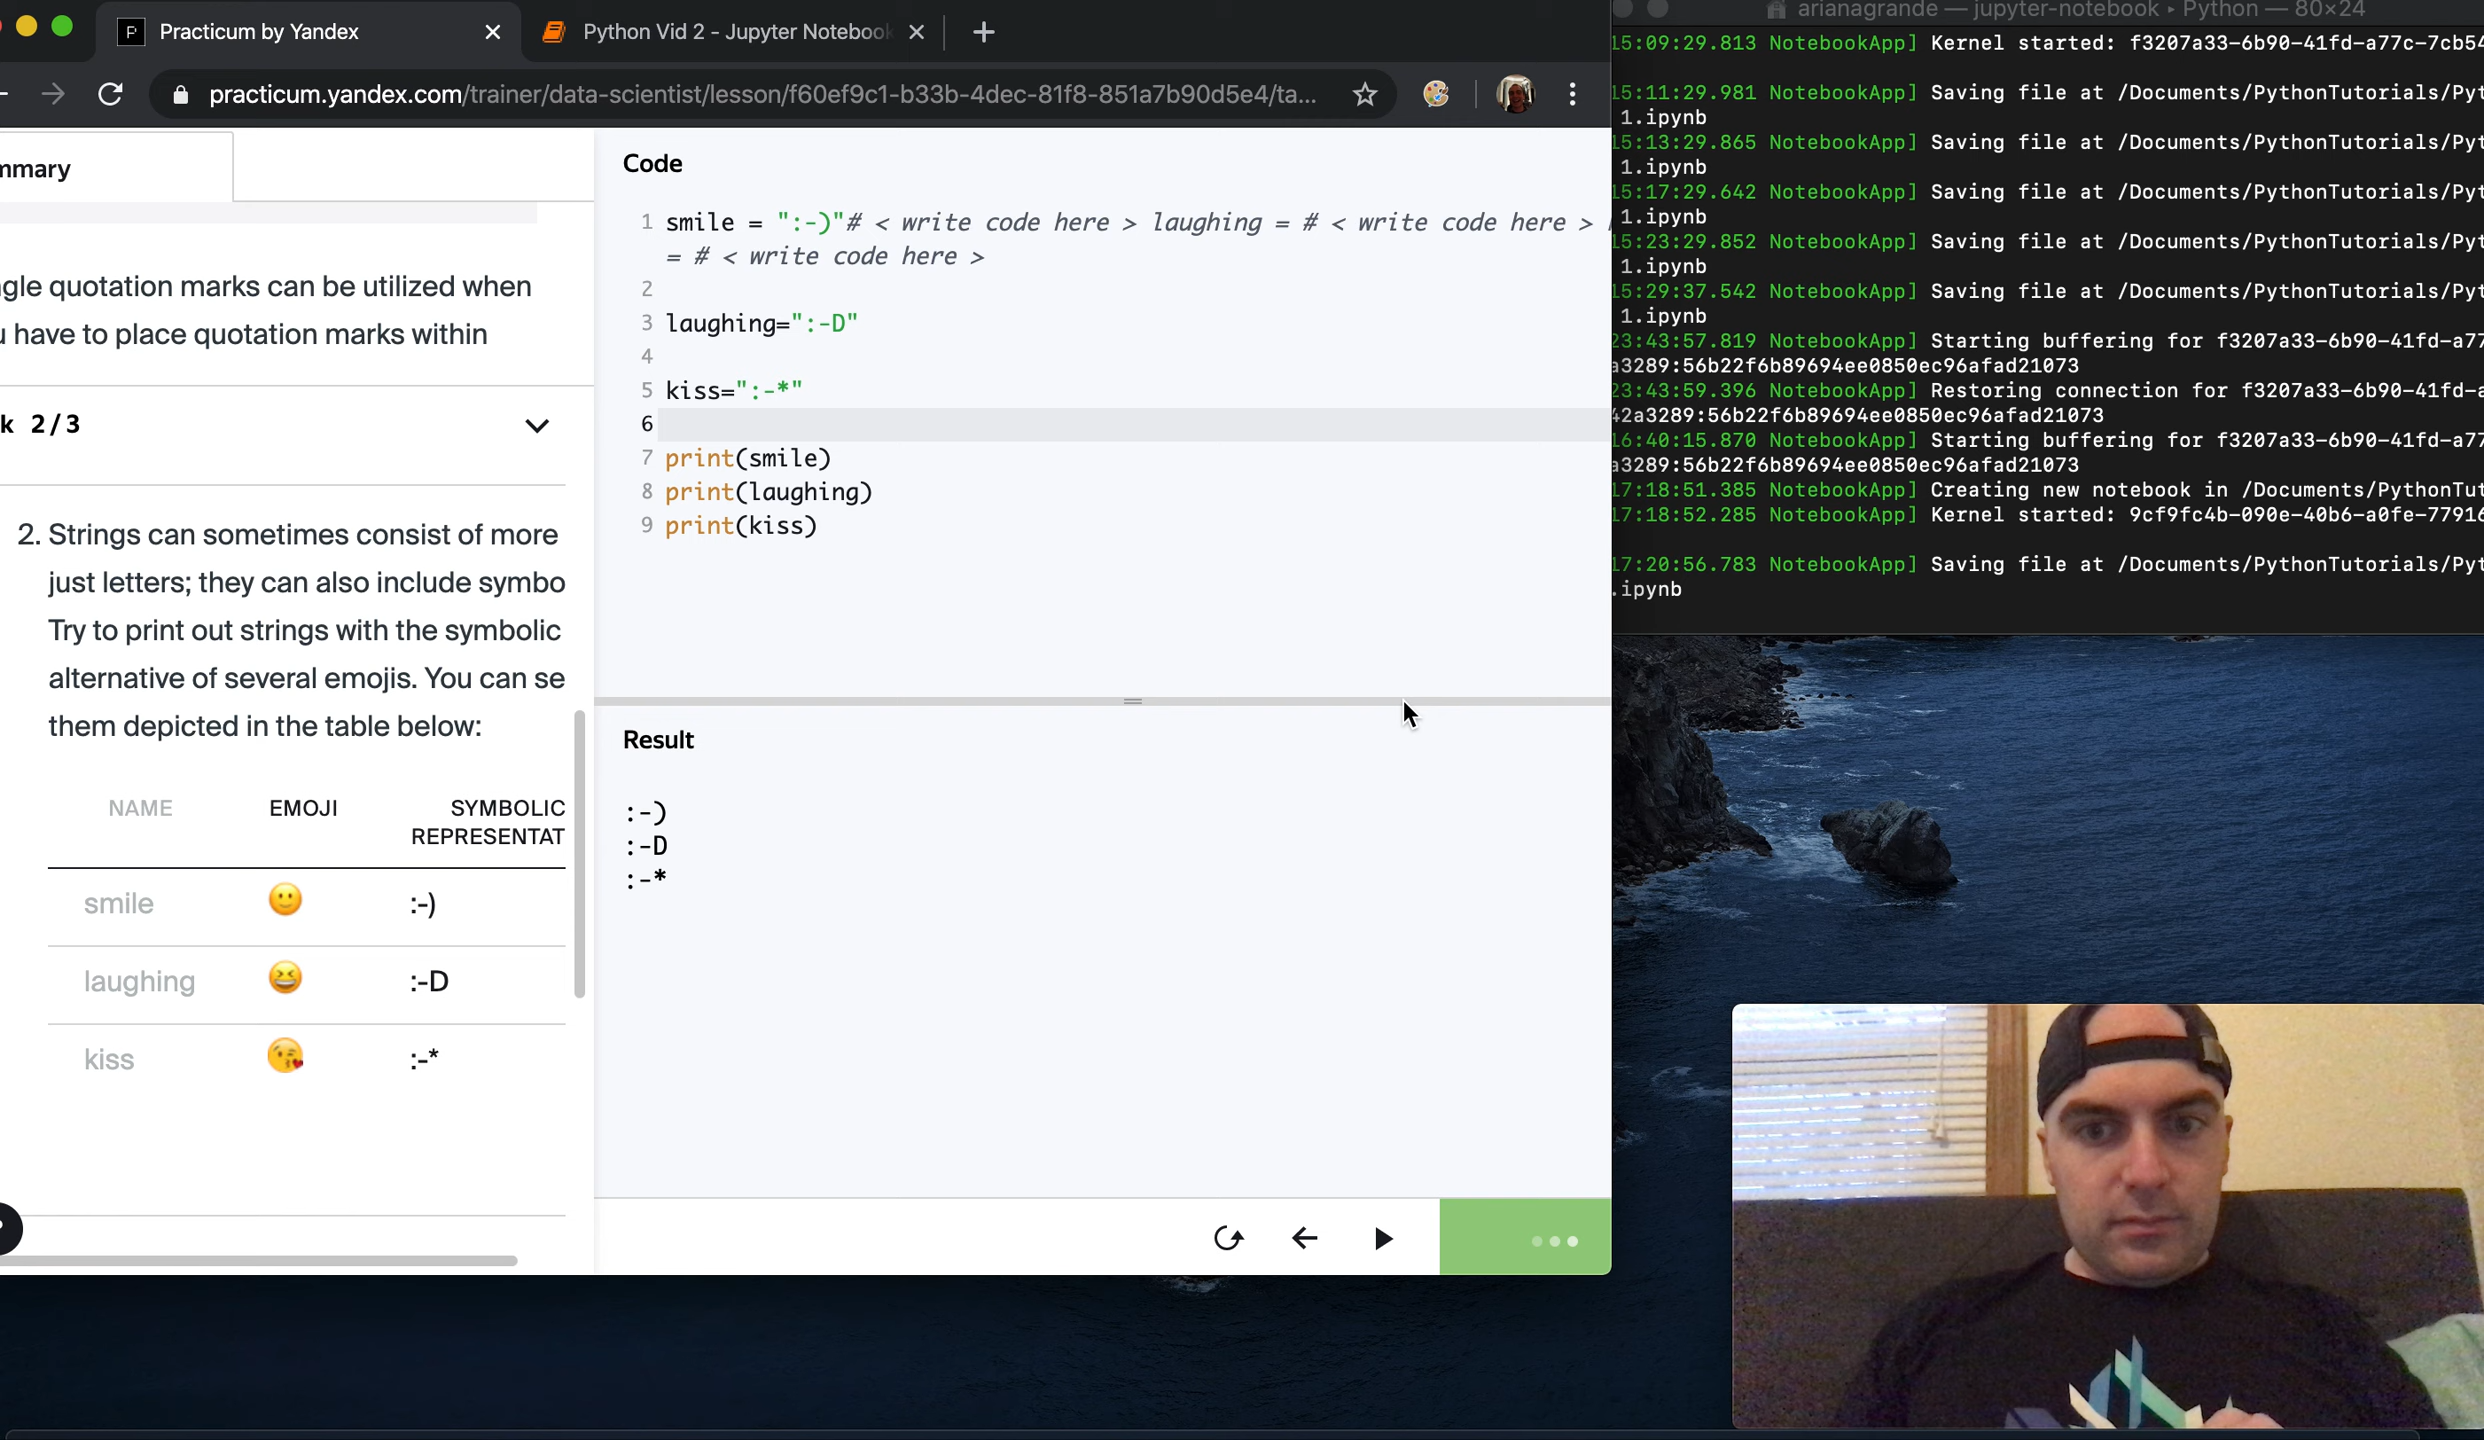 Practicum by Yandex
Python Vid 2 - Jupyter Notebook
practicum.yandex.com/trainer/data-scientist/lesson/f60ef9c1-b33b-4dec-81f8-851a7b90d5e4/ta...
mmary
gle quotation marks can be utilized when
have to place quotation marks within
k 2/3
2. Strings can sometimes consist of more
just letters; they can also include symbo
Try to print out strings with the symbolic
alternative of several emojis. You can se
them depicted in the table below:
NAME EMOJI SYMBOLIC
REPRESENTAT
smile 🙂 :-)
laughing 😆 :-D
kiss 😘 :-*
Code
1 smile = ":-)"# < write code here > laughing = # < write code here >
= # < write code here >
2
3 laughing=":-D"
4
5 kiss=":-*"
6
7 print(smile)
8 print(laughing)
9 print(kiss)
Result
:-)
:-D
:-*
arianagrande — jupyter-notebook ▸ Python — 80×24
15:09:29.813 NotebookApp] Kernel started: f3207a33-6b90-41fd-a77c-7cb54
15:11:29.981 NotebookApp] Saving file at /Documents/PythonTutorials/Pyt
1.ipynb
15:13:29.865 NotebookApp] Saving file at /Documents/PythonTutorials/Pyt
1.ipynb
15:17:29.642 NotebookApp] Saving file at /Documents/PythonTutorials/Pyt
1.ipynb
15:23:29.852 NotebookApp] Saving file at /Documents/PythonTutorials/Pyt
1.ipynb
15:29:37.542 NotebookApp] Saving file at /Documents/PythonTutorials/Pyt
1.ipynb
23:43:57.819 NotebookApp] Starting buffering for f3207a33-6b90-41fd-a77
a3289:56b22f6b89694ee0850ec96afad21073
23:43:59.396 NotebookApp] Restoring connection for f3207a33-6b90-41fd-a
42a3289:56b22f6b89694ee0850ec96afad21073
16:40:15.870 NotebookApp] Starting buffering for f3207a33-6b90-41fd-a77
a3289:56b22f6b89694ee0850ec96afad21073
17:18:51.385 NotebookApp] Creating new notebook in /Documents/PythonTut
17:18:52.285 NotebookApp] Kernel started: 9cf9fc4b-090e-40b6-a0fe-77916
17:20:56.783 NotebookApp] Saving file at /Documents/PythonTutorials/Pyt
.ipynb